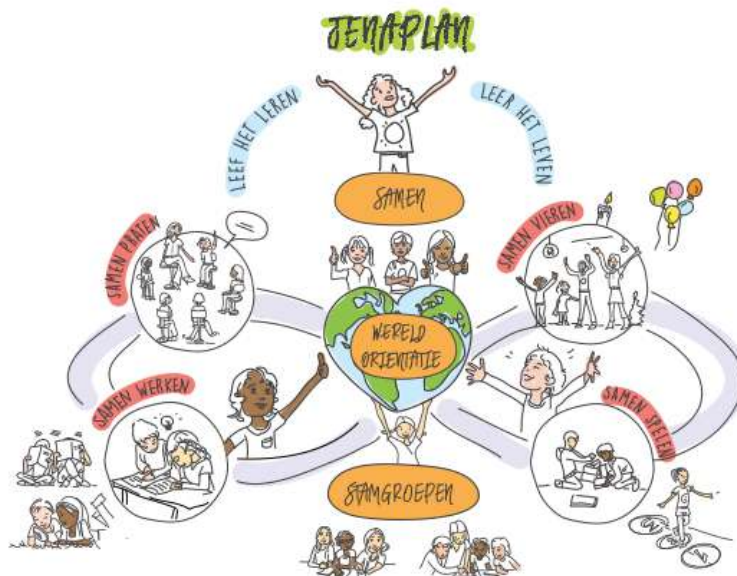 JENAPLAN
LEEF HET LEREN
LEER HET LEVEN
SAMEN
SAMEN PRATEN
SAMEN VIEREN
WERELD
ORIENTATIE
SAMEN WERKEN
SAMEN SPELEN
STAMGROEPEN